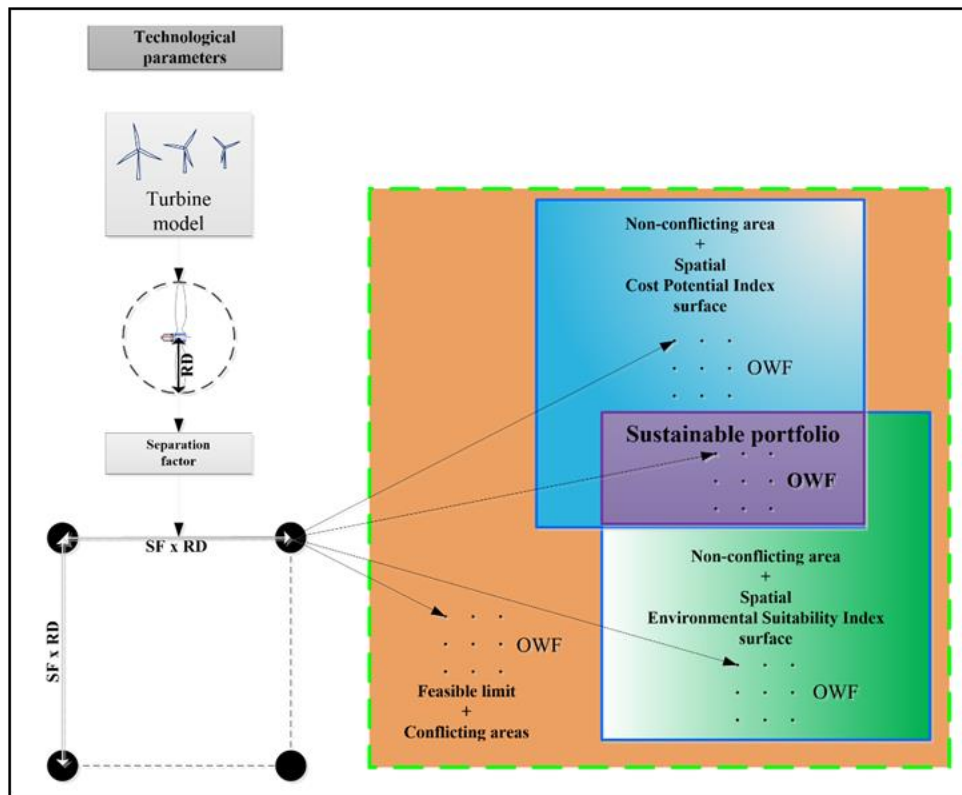 Technological
parameters
Turbine
model
RD
Separation
factor
SF x RD
SF x RD
Non-conflicting area
+
Spatial
Cost Potential Index
surface
OWF
Sustainable portfolio
OWF
Non-conflicting area
+
Spatial
Environmental Suitability Index
surface
OWF
OWF
Feasible limit
+
Conflicting areas